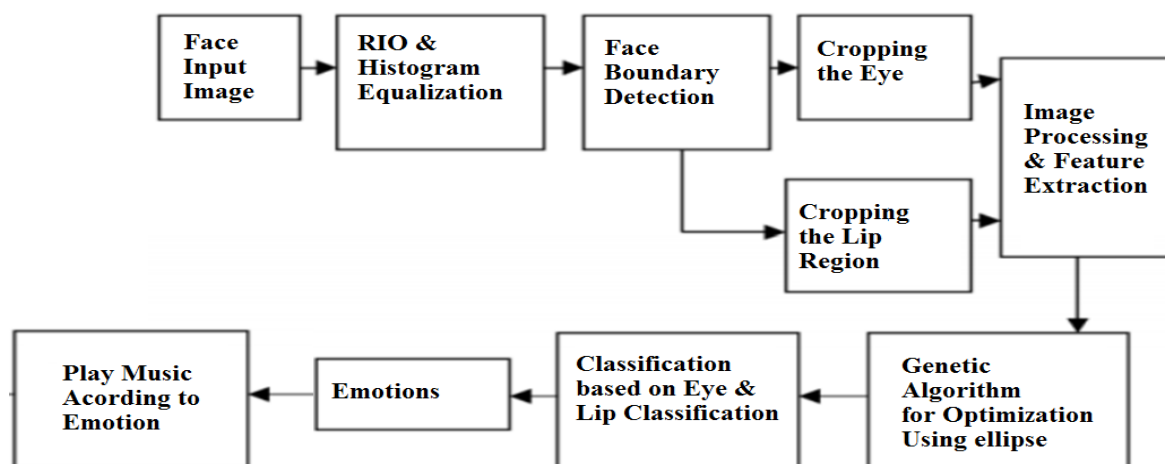 Face
Input
Image
RIO &
Histogram
Equalization
Face
Boundary
Detection
Cropping
the Eye
Cropping
the Lip
Region
Image
Processing
& Feature
Extraction
Genetic
Algorithm
for Optimization
Using ellipse
Classification
based on Eye &
Lip Classification
Emotions
Play Music
Acording to
Emotion